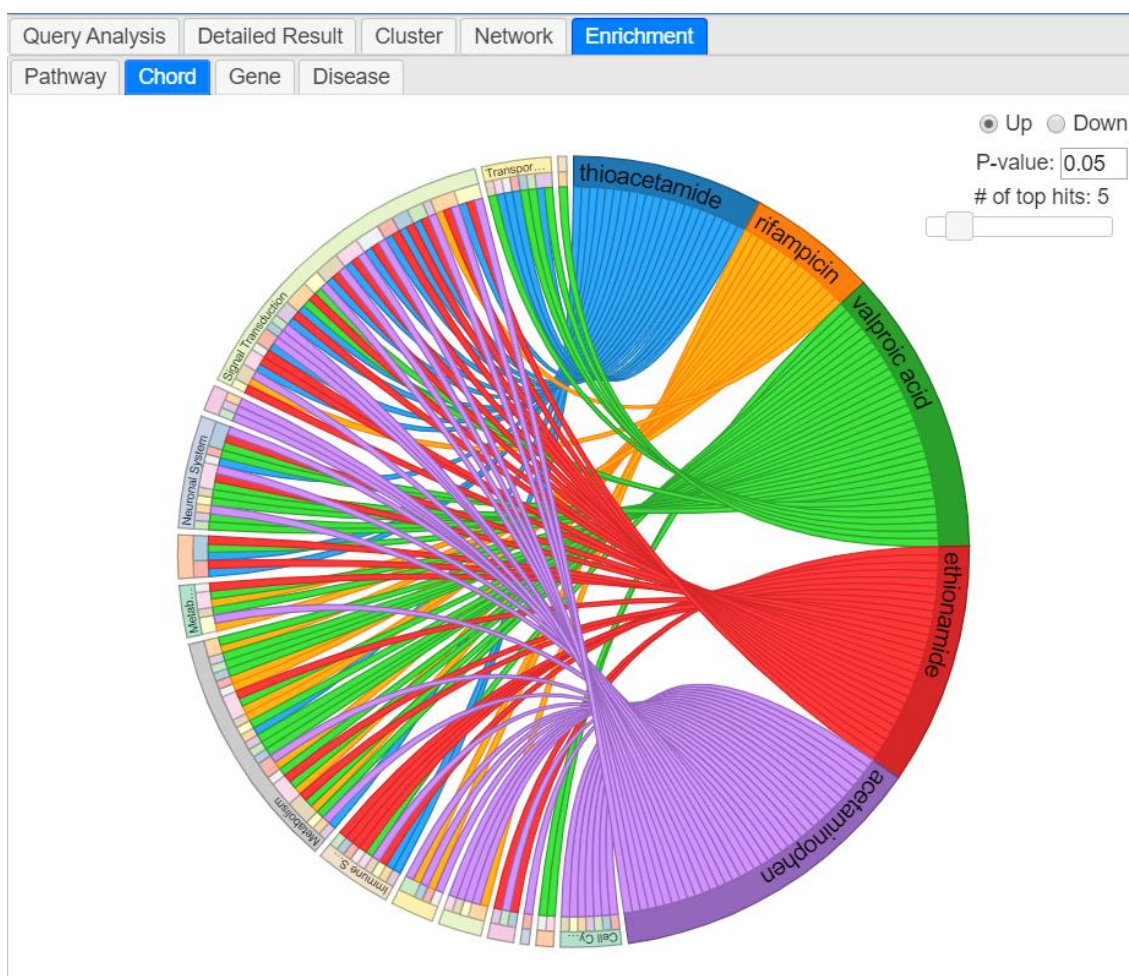 Query Analysis Detailed Result Cluster Network Enrichment
Pathway Chord Gene Disease
Up Down
P-value: 0.05
# of top hits: 5
Transpor...
thioacetamide
rifampicin
valproic acid
ethionamide
acetaminophen
Cell Cy...
Immune S...
Metabolism
Metab...
Neuronal System
Signal Transduction